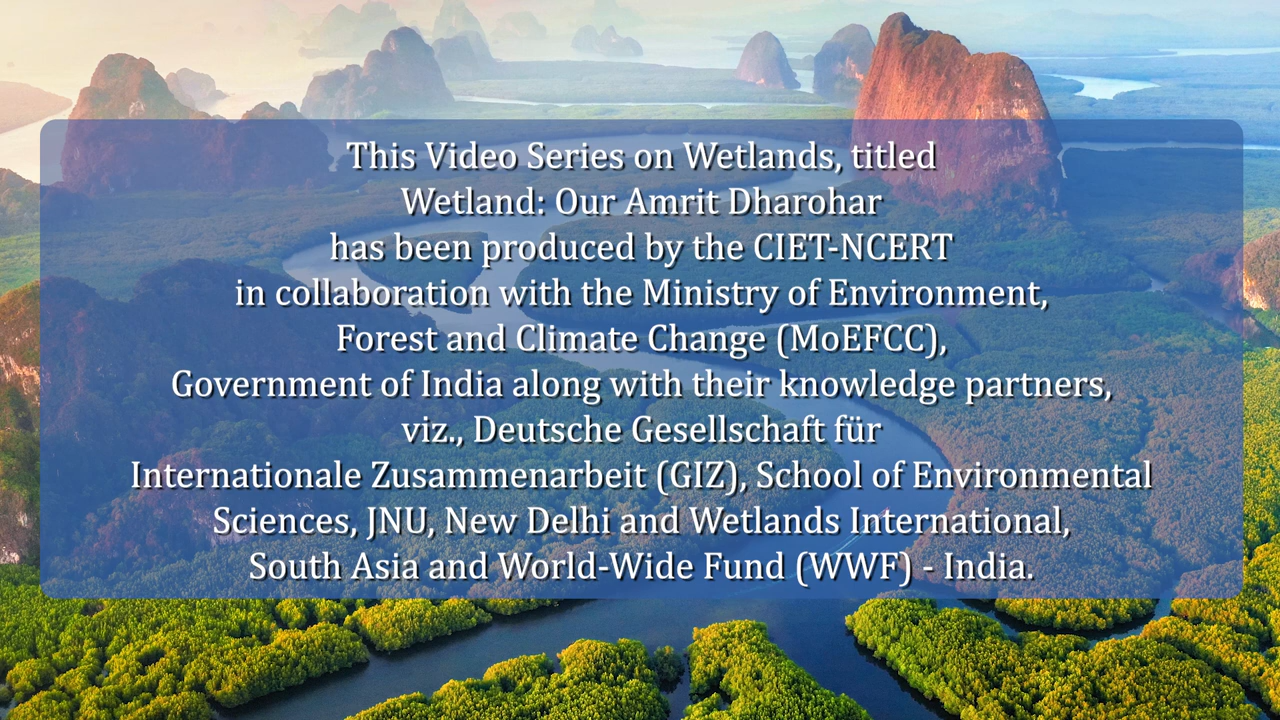 This Video Series on Wetlands, titled
Wetland: Our Amrit Dharohar
has been produced by the CIET-NCERT
in collaboration with the Ministry of Environment,
Forest and Climate Change (MoEFCC),
Government of India along with their knowledge partners,
viz., Deutsche Gesellschaft für
Internationale Zusammenarbeit (GIZ), School of Environmental
Sciences, JNU, New Delhi and Wetlands International,
South Asia and World-Wide Fund (WWF) - India.